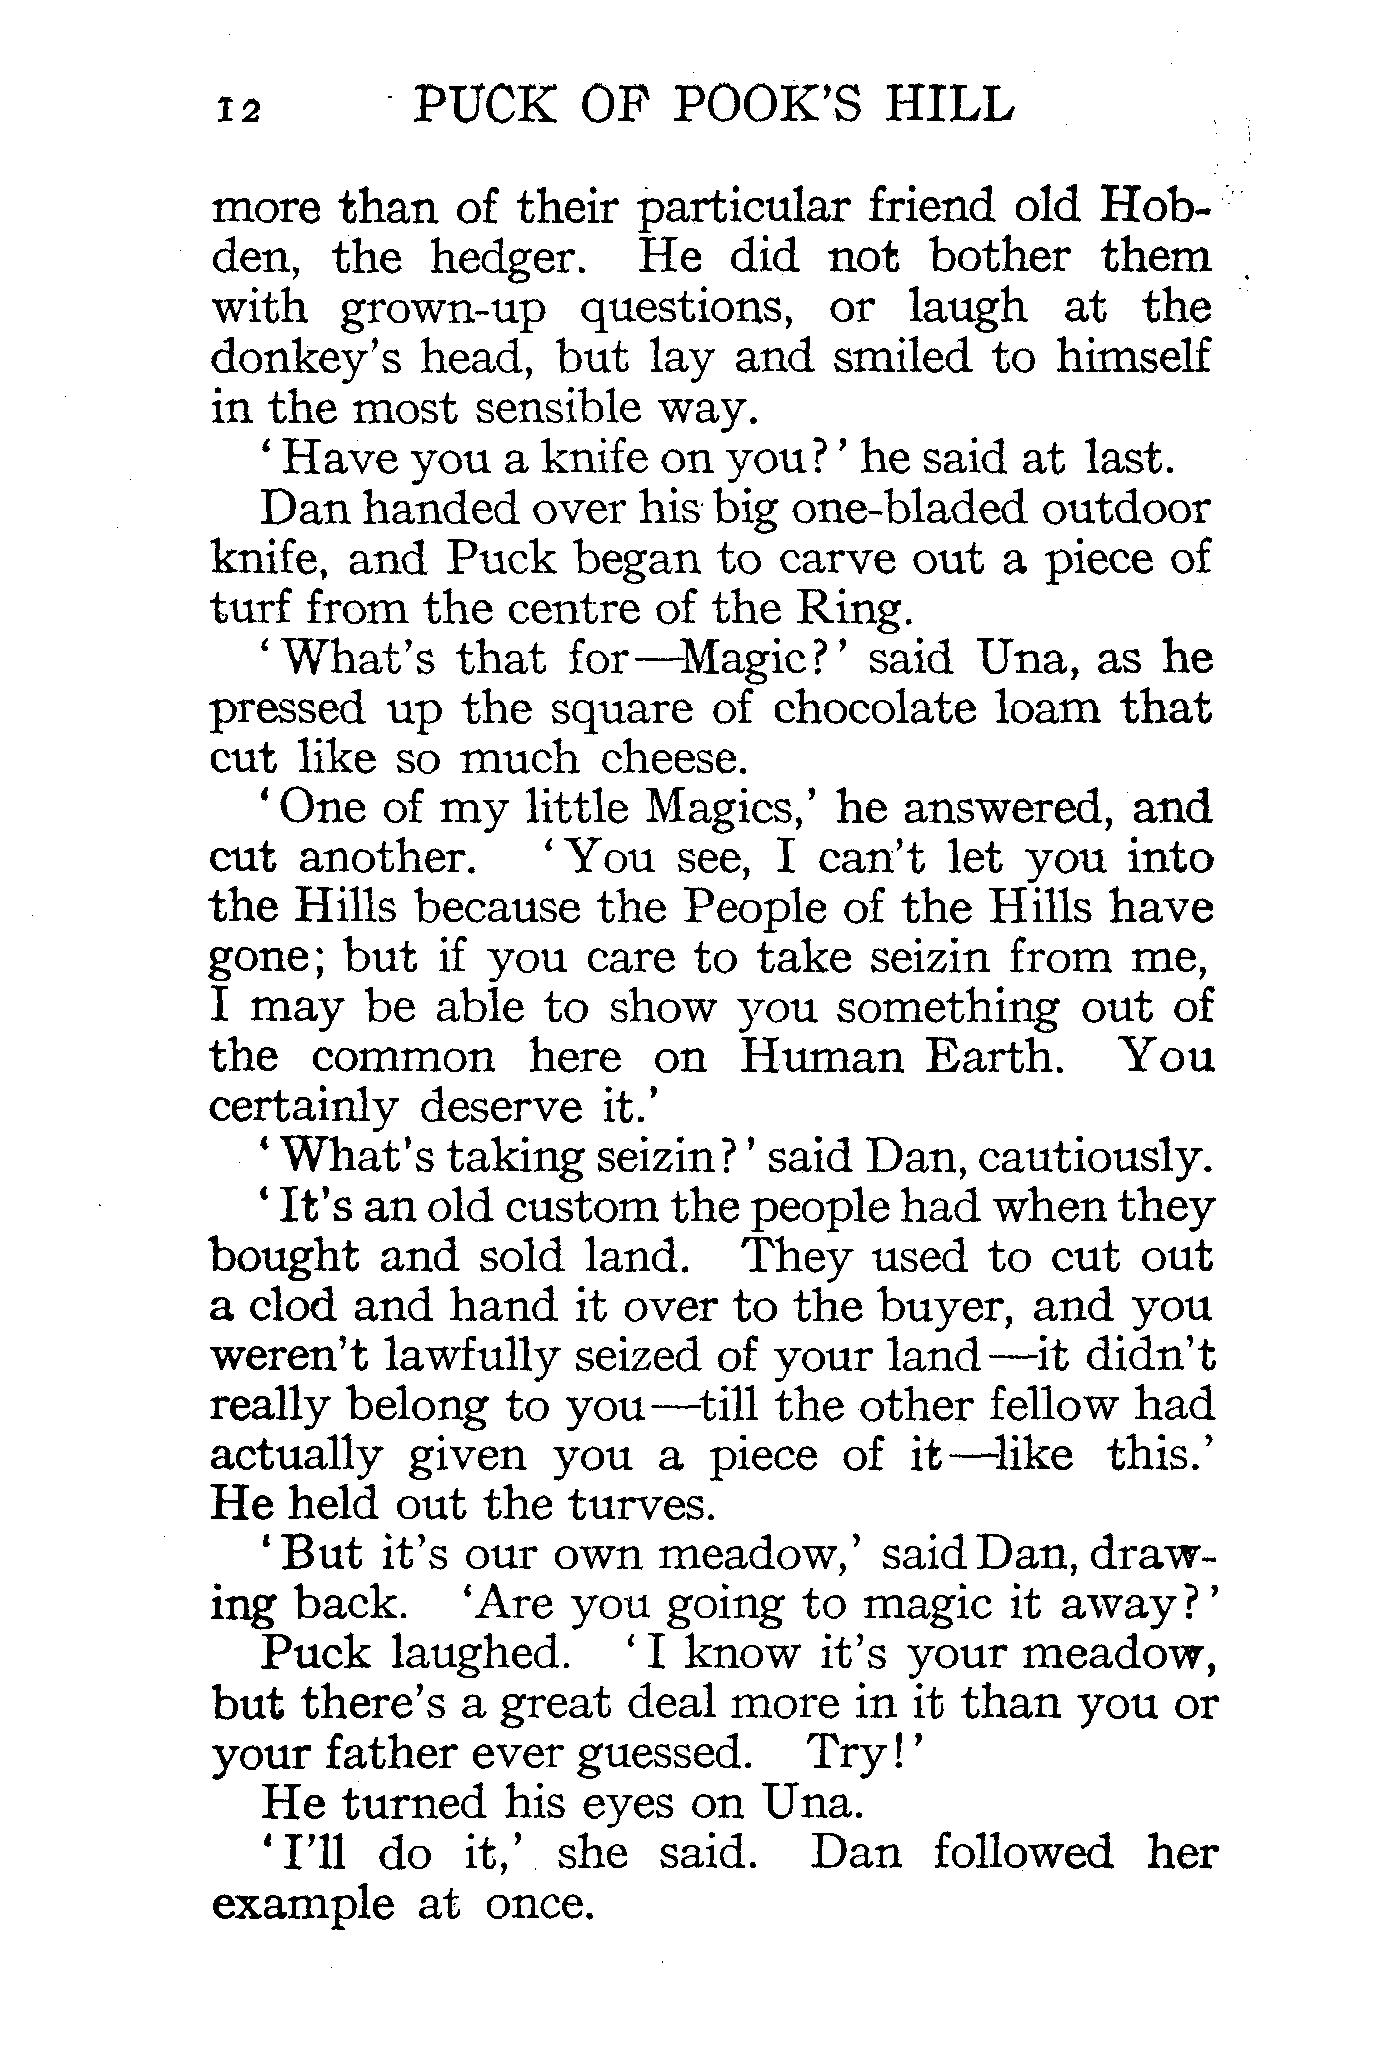 12 PUCK OF POOK'S HILL
more than of their particular friend old Hob-
den, the hedger. He did not bother them
with grown-up questions, or laugh at the
donkey's head, but lay and smiled to himself
in the most sensible way.
‘Have you a knife on you?’ he said at last.
Dan handed over his big one-bladed outdoor
knife, and Puck began to carve out a piece of
turf from the centre of the Ring.
‘What's that for—Magic?’ said Una, as he
pressed up the square of chocolate loam that
cut like so much cheese.
‘One of my little Magics,’ he answered, and
cut another. ‘You see, I can't let you into
the Hills because the People of the Hills have
gone; but if you care to take seizin from me,
I may be able to show you something out of
the common here on Human Earth. You
certainly deserve it.’
‘What's taking seizin?’ said Dan, cautiously.
‘It's an old custom the people had when they
bought and sold land. They used to cut out
a clod and hand it over to the buyer, and you
weren't lawfully seized of your land—it didn't
really belong to you—till the other fellow had
actually given you a piece of it—like this.’
He held out the turves.
‘But it's our own meadow,’ said Dan, draw-
ing back. ‘Are you going to magic it away?’
Puck laughed. ‘I know it's your meadow,
but there's a great deal more in it than you or
your father ever guessed. Try!’
He turned his eyes on Una.
‘I'll do it,’ she said. Dan followed her
example at once.